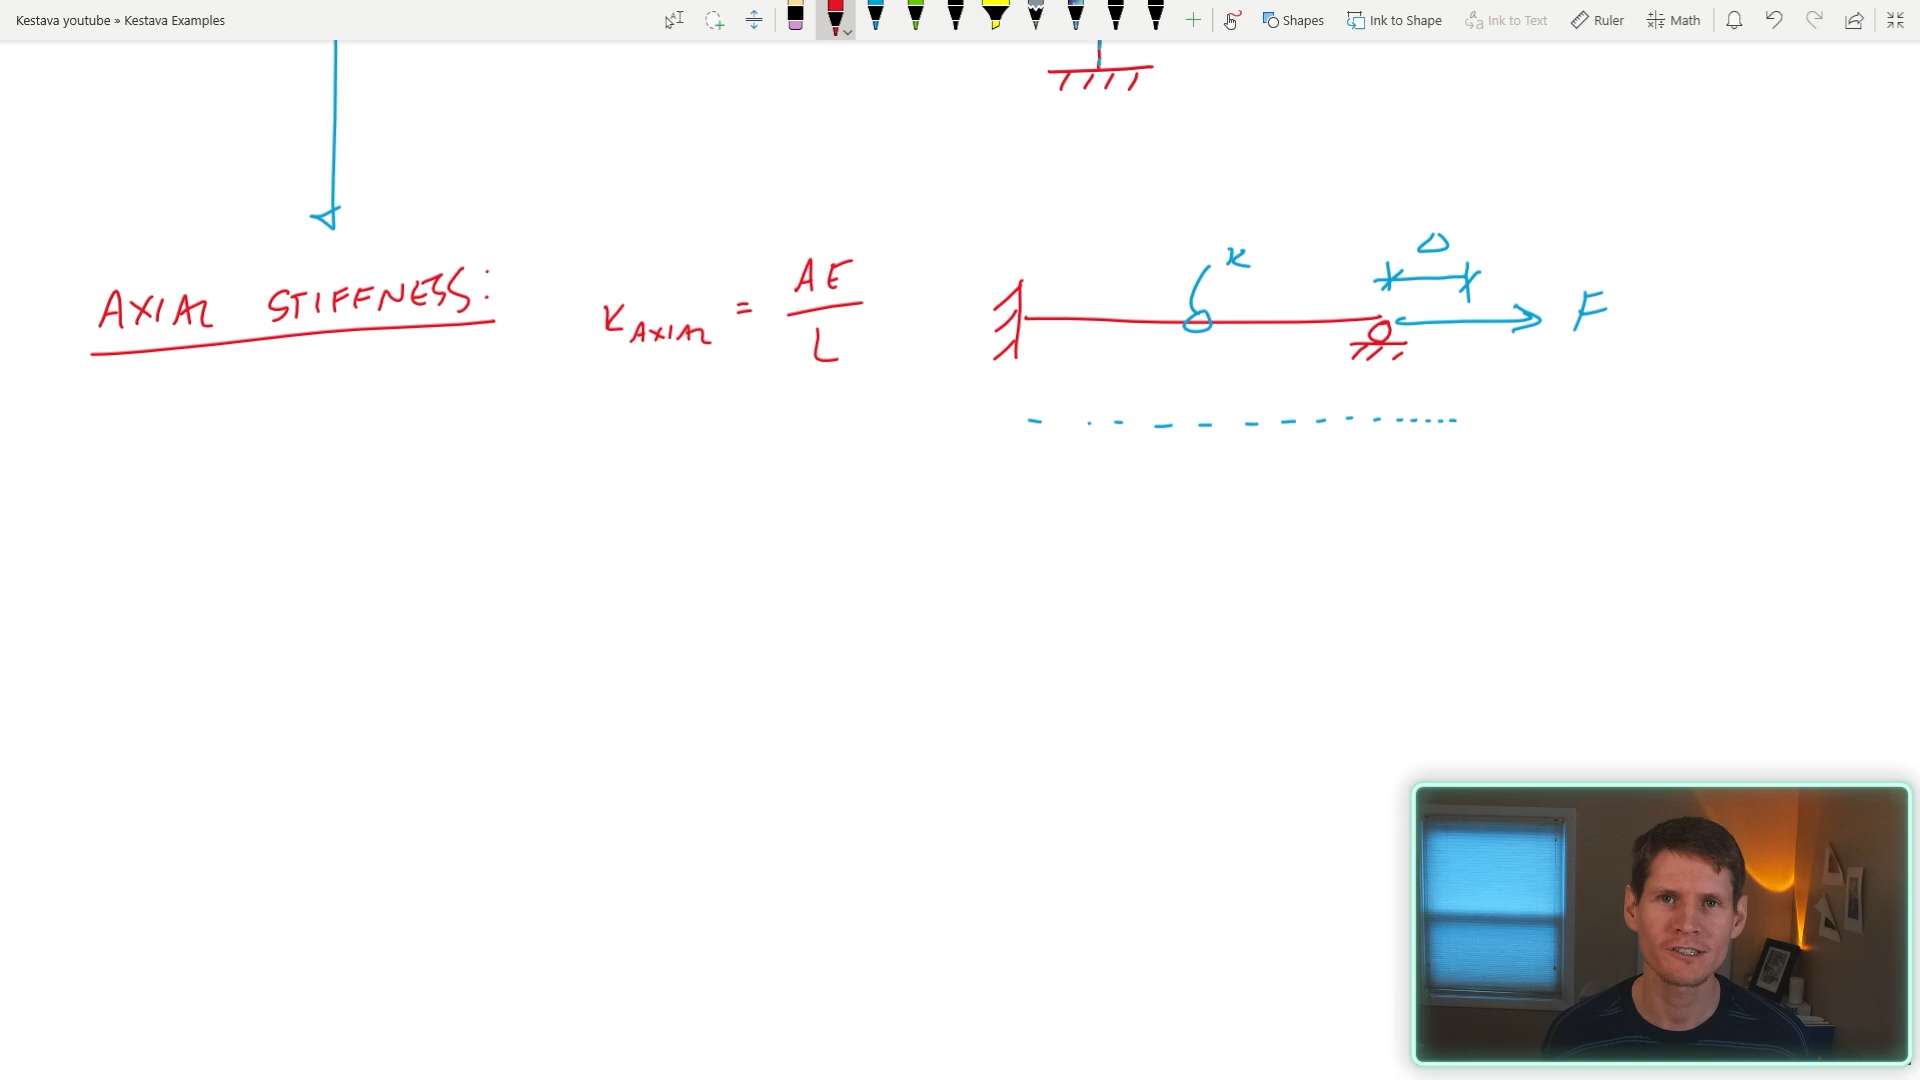 Kestava youtube » Kestava Examples
Shapes
Ink to Shape
Ink to Text
Ruler
Math
AXIAL STIFFNESS:
K AXIAL = AE / L
K
Δ
F